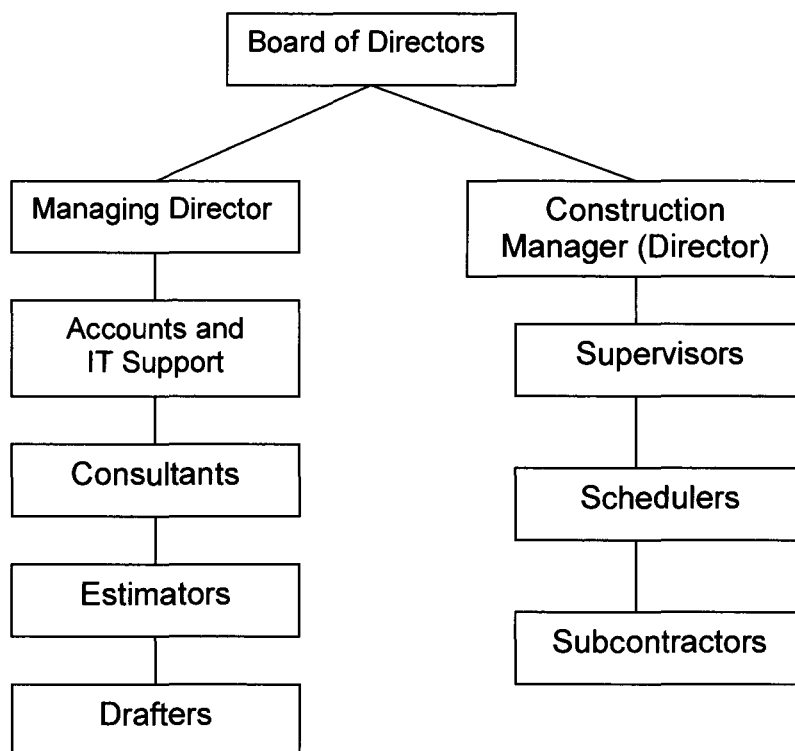 Board of Directors
Managing Director
Construction
Manager (Director)
Accounts and
IT Support
Supervisors
Consultants
Schedulers
Estimators
Subcontractors
Drafters